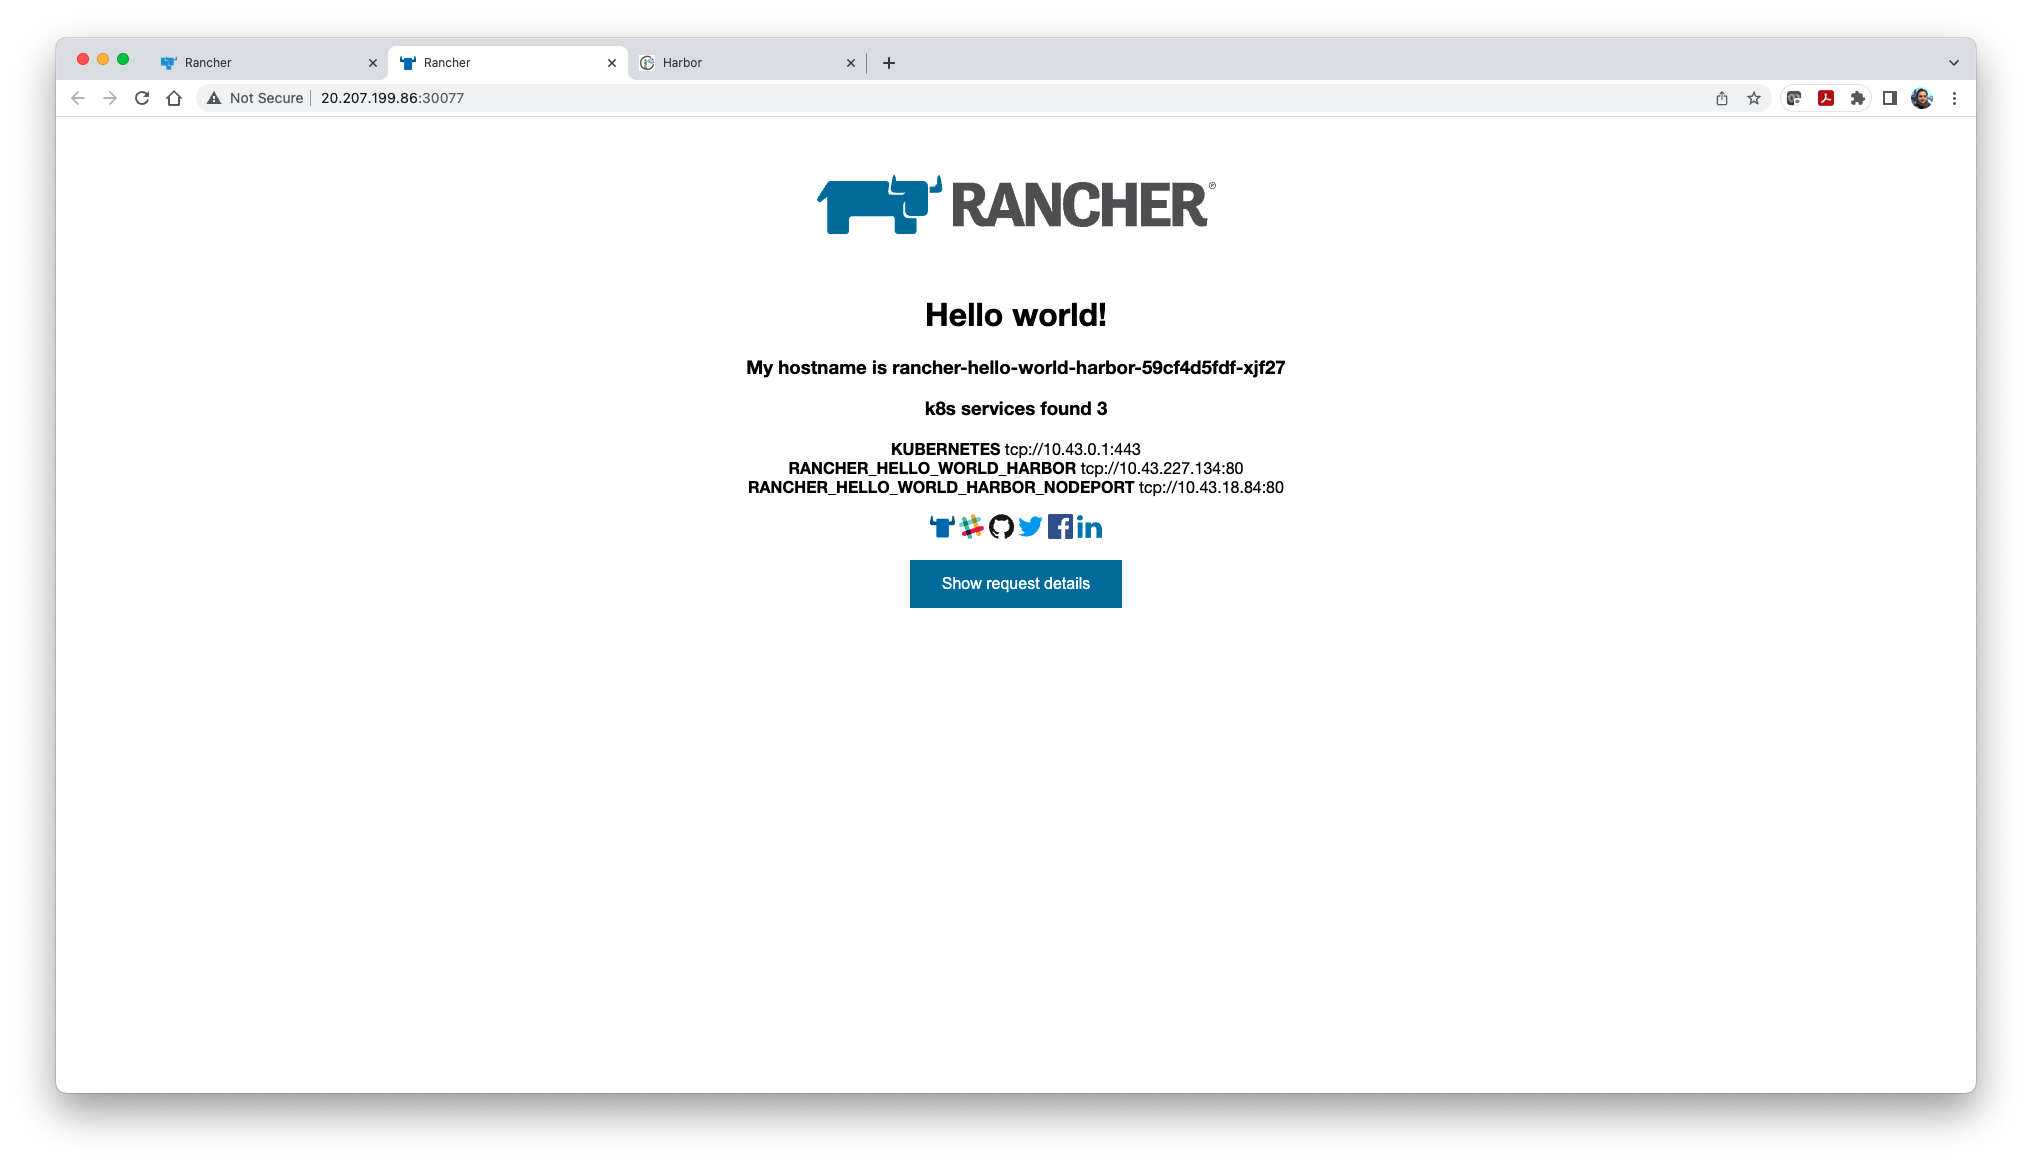 Rancher
Rancher
Harbor
Not Secure 20.207.199.86:30077
RANCHER®
Hello world!
My hostname is rancher-hello-world-harbor-59cf4d5fdf-xjf27
k8s services found 3
KUBERNETES tcp://10.43.0.1:443
RANCHER_HELLO_WORLD_HARBOR tcp://10.43.227.134:80
RANCHER_HELLO_WORLD_HARBOR_NODEPORT tcp://10.43.18.84:80
Show request details